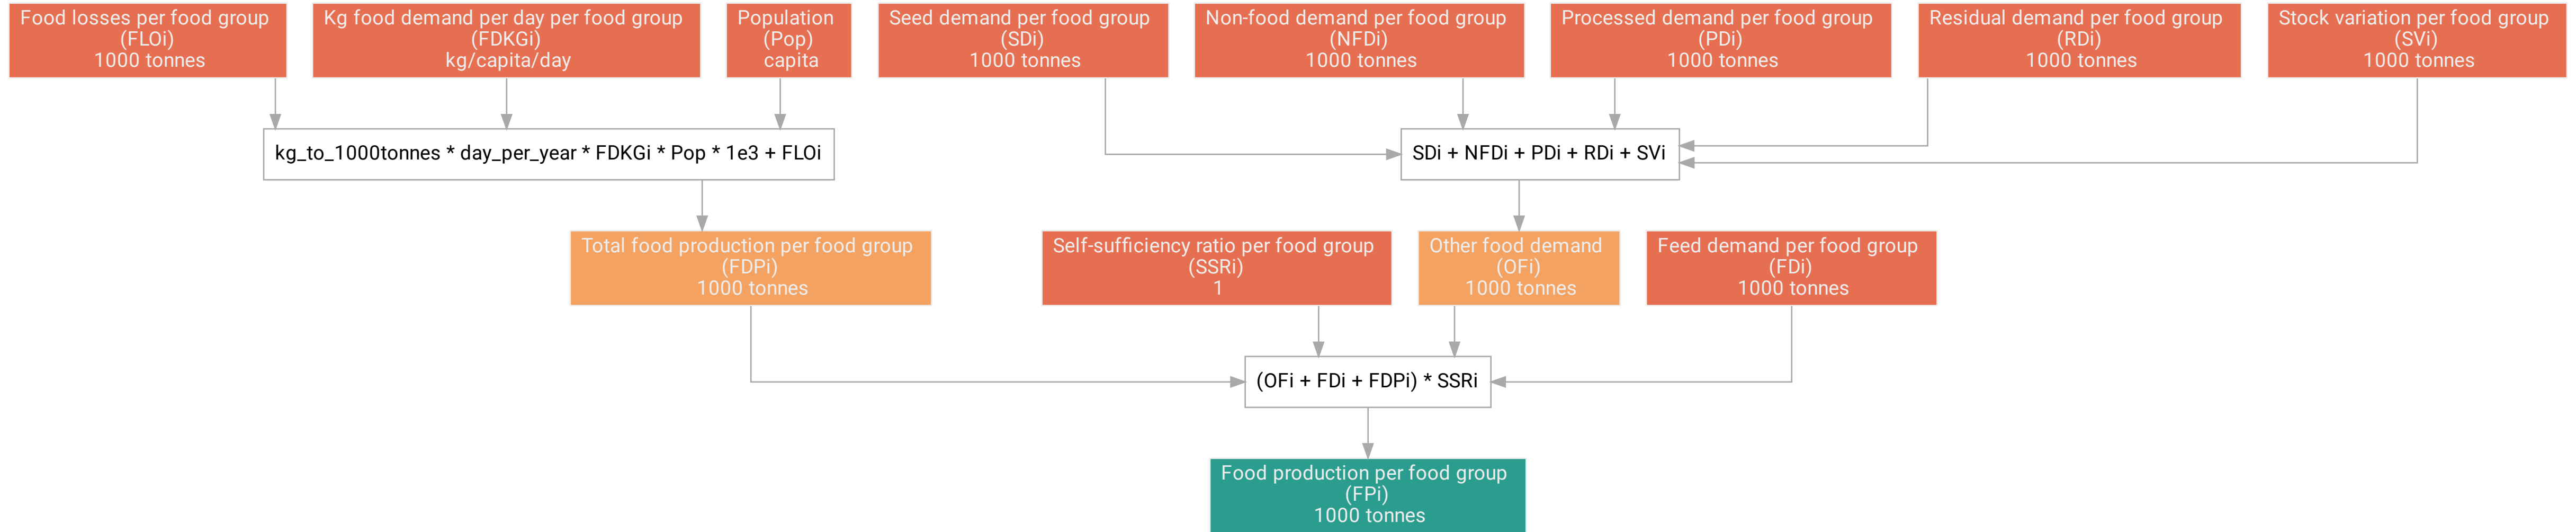 Food losses per food group
(FLOi)
1000 tonnes
Kg food demand per day per food group
(FDKGi)
kg/capita/day
Population
(Pop)
capita
Seed demand per food group
(SDi)
1000 tonnes
Non-food demand per food group
(NFDi)
1000 tonnes
Processed demand per food group
(PDi)
1000 tonnes
Residual demand per food group
(RDi)
1000 tonnes
Stock variation per food group
(SVi)
1000 tonnes
kg_to_1000tonnes * day_per_year * FDKGi * Pop * 1e3 + FLOi
SDi + NFDi + PDi + RDi + SVi
Total food production per food group
(FDPi)
1000 tonnes
Self-sufficiency ratio per food group
(SSRi)
1
Other food demand
(OFi)
1000 tonnes
Feed demand per food group
(FDi)
1000 tonnes
(OFi + FDi + FDPi) * SSRi
Food production per food group
(FPi)
1000 tonnes